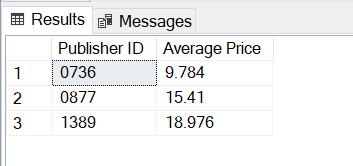 Results Messages
Publisher ID Average Price
1 0736 9.784
2 0877 15.41
3 1389 18.976